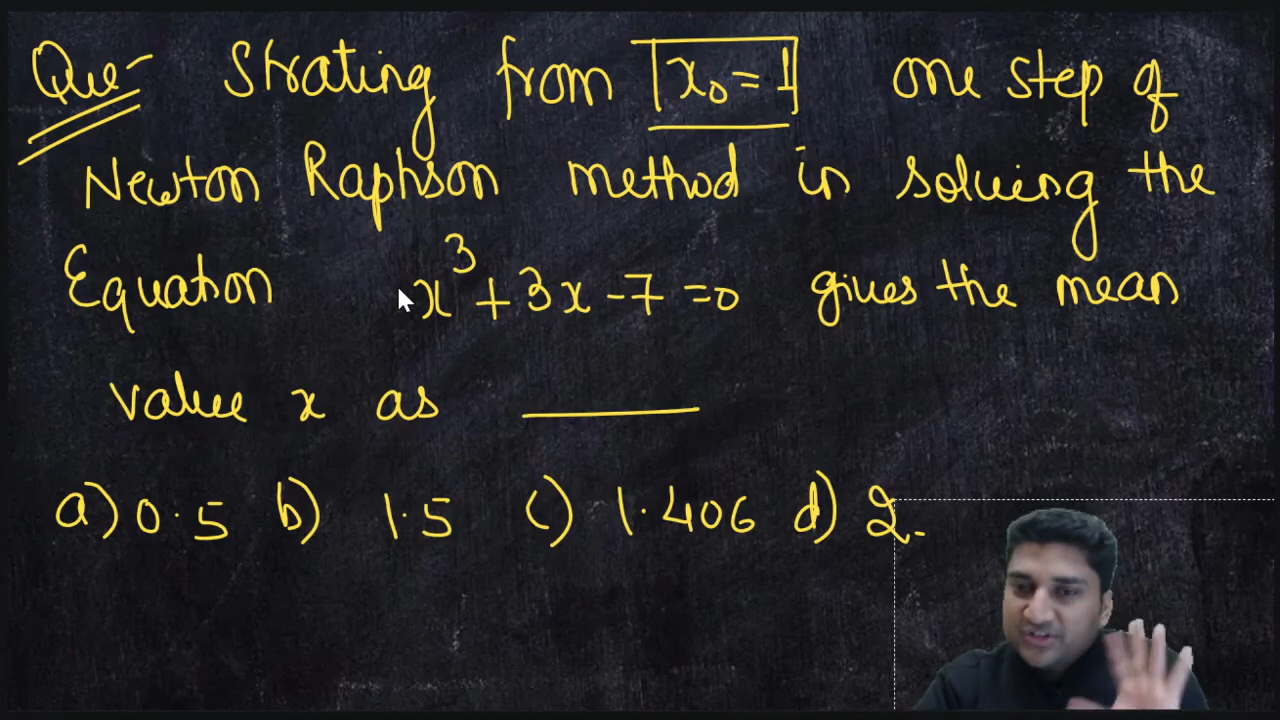 Que- Strating from x₀ = 1 one step of
Newton Raphson method in solving the
Equation x³ + 3x - 7 = 0 gives the mean
value x as ______
a) 0.5 b) 1.5 c) 1.406 d) 2.